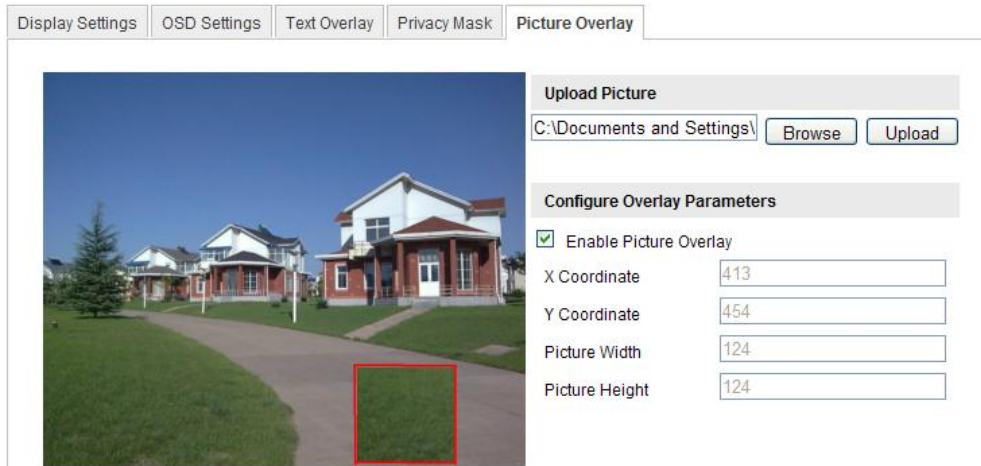 Display Settings OSD Settings Text Overlay Privacy Mask Picture Overlay
Upload Picture
C:\Documents and Settings\ Browse Upload
Configure Overlay Parameters
Enable Picture Overlay
X Coordinate 413
Y Coordinate 454
Picture Width 124
Picture Height 124